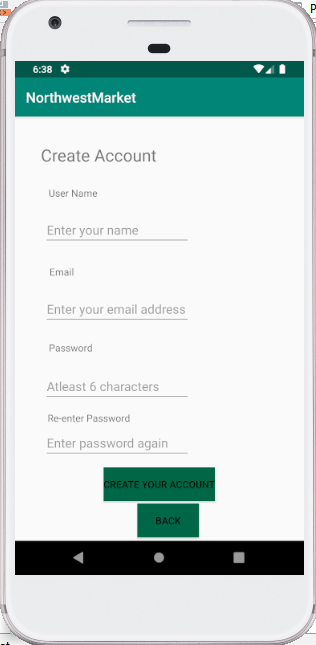 6:38
NorthwestMarket
Create Account
User Name
Enter your name
Email
Enter your email address
Password
Atleast 6 characters
Re-enter Password
Enter password again
CREATE YOUR ACCOUNT
BACK